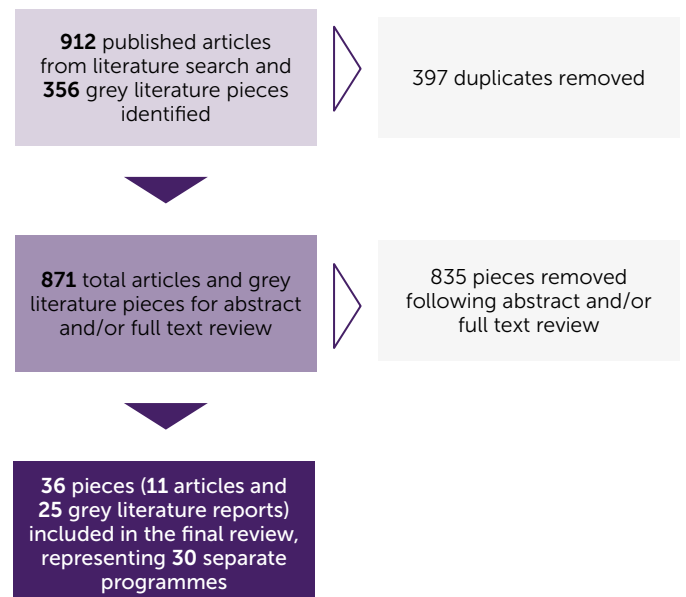 912 published articles
from literature search and
356 grey literature pieces
identified
397 duplicates removed
871 total articles and grey
literature pieces for abstract
and/or full text review
835 pieces removed
following abstract and/or
full text review
36 pieces (11 articles and
25 grey literature reports)
included in the final review,
representing 30 separate
programmes